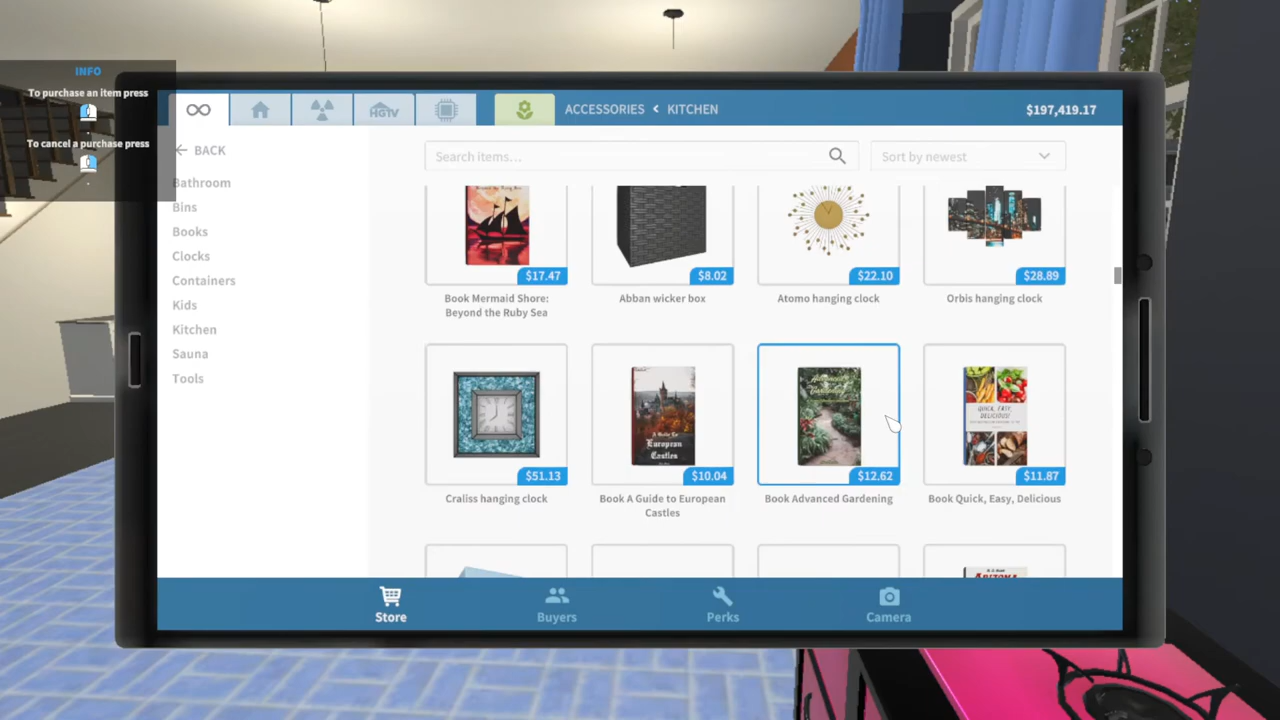 INFO
To purchase an item press
To cancel a purchase press
HGTV
ACCESSORIES < KITCHEN
$197,419.17
← BACK
Search items...
Sort by newest
Bathroom
Bins
Books
Clocks
Containers
Kids
Kitchen
Sauna
Tools
$17.47
$8.02
$22.10
$28.89
Book Mermaid Shore:
Beyond the Ruby Sea
Abban wicker box
Atomo hanging clock
Orbis hanging clock
A Guide To
European
Castles
QUICK, EASY,
DELICIOUS!
$51.13
$10.04
$12.62
$11.87
Craliss hanging clock
Book A Guide to European
Castles
Book Advanced Gardening
Book Quick, Easy, Delicious
Store
Buyers
Perks
Camera